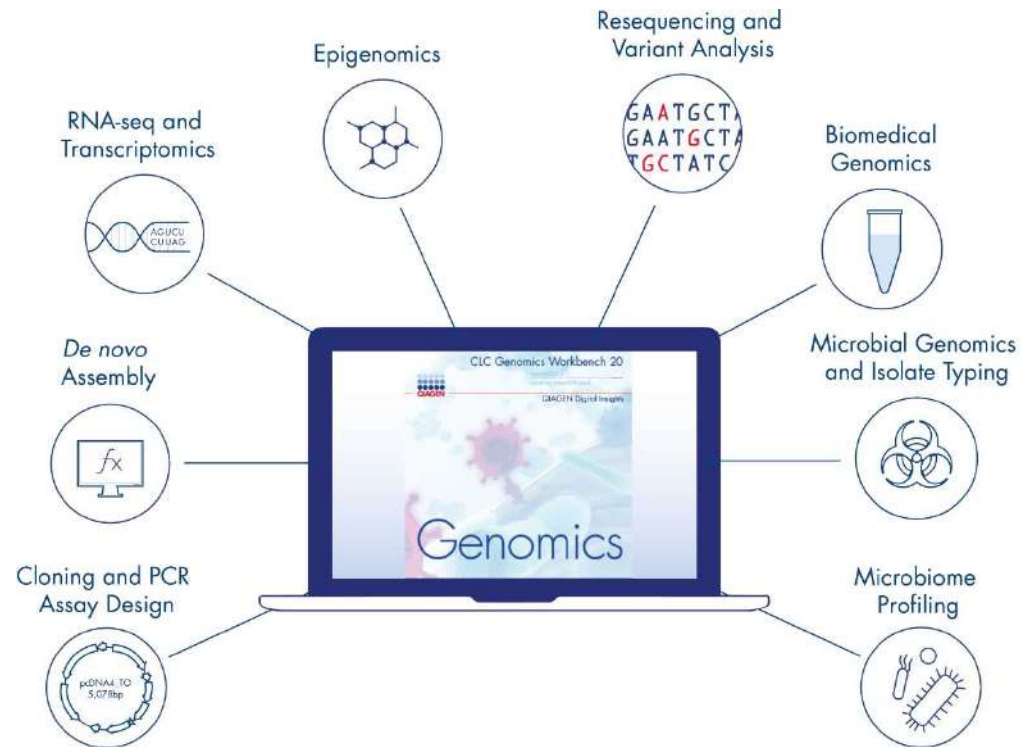 Resequencing and
Variant Analysis
Epigenomics
GAATGCTA
GAATGCTA
TGCTATC
RNA-seq and
Transcriptomics
Biomedical
Genomics
AGUCU
CUUAG
De novo
Assembly
fx
CLC Genomics Workbench 20
QIAGEN
QIAGEN Digital Insights
Genomics
Microbial Genomics
and Isolate Typing
Cloning and PCR
Assay Design
pcDNA4_TO
5,078bp
Microbiome
Profiling